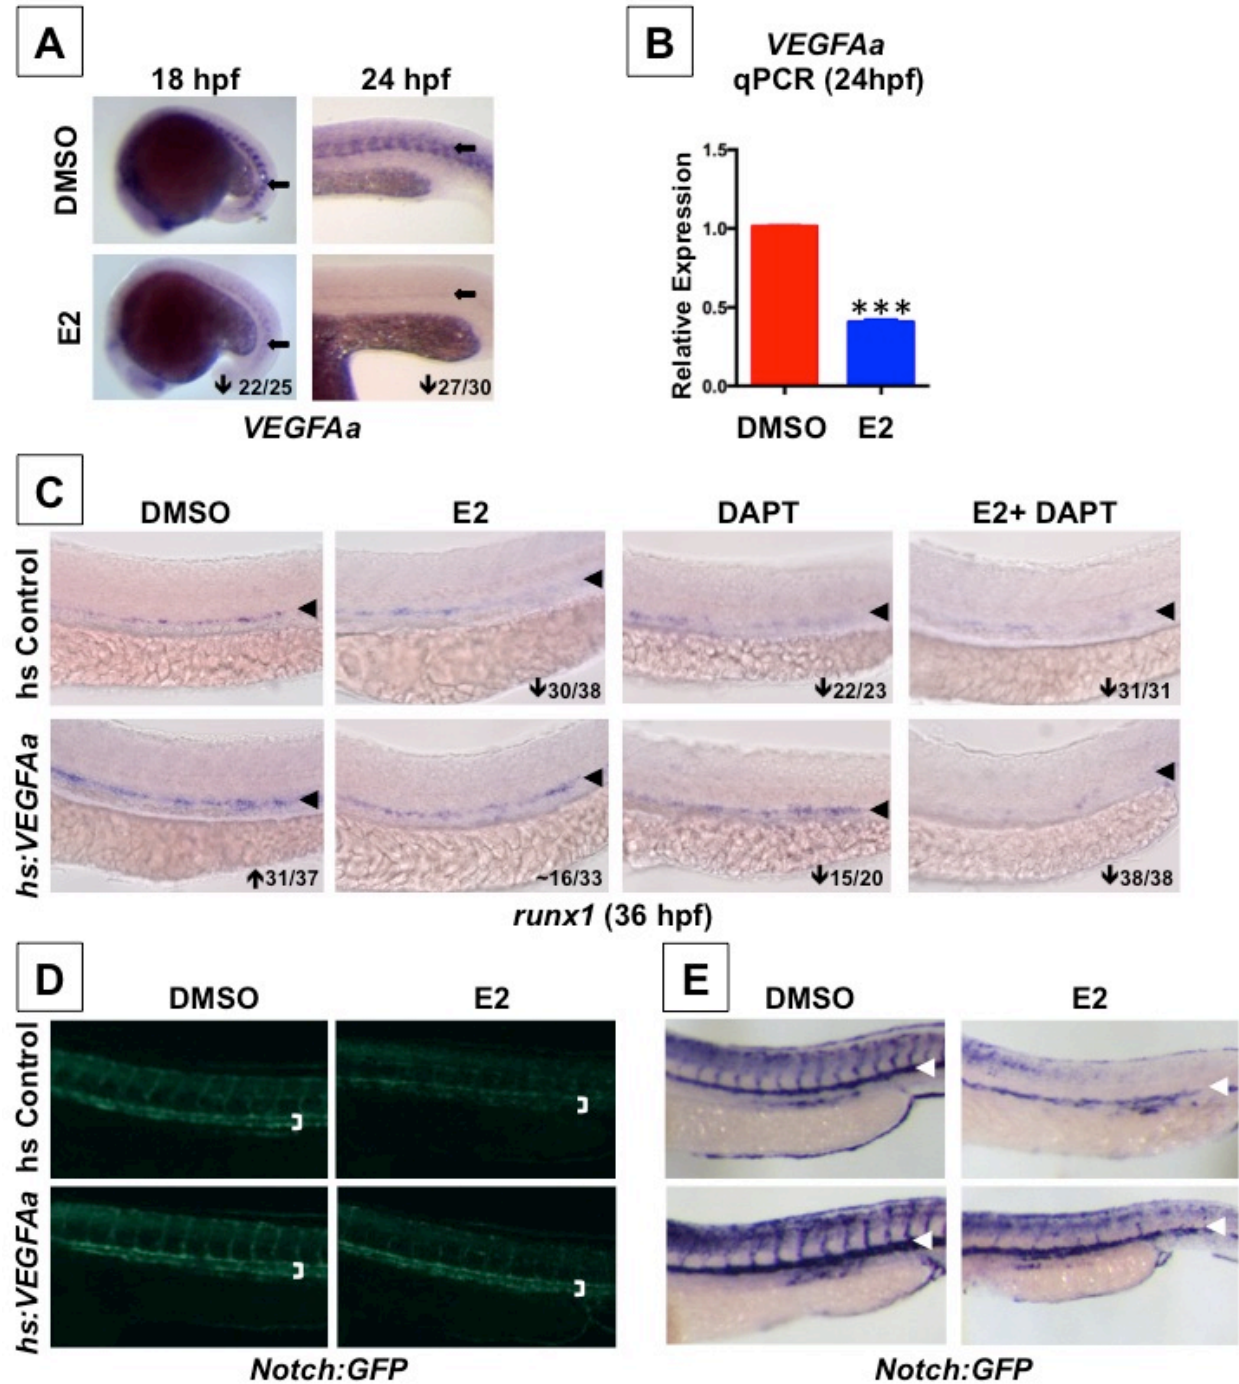 A
18 hpf
24 hpf
DMSO
E2
↓ 22/25
↓27/30
VEGFAa
B
VEGFAa
qPCR (24hpf)
Relative Expression
1.5
1.0
0.5
0.0
***
DMSO E2
C
DMSO E2 DAPT E2+ DAPT
hs Control
↓30/38
↓22/23
↓31/31
hs:VEGFAa
↑31/37
~16/33
↓15/20
↓38/38
runx1 (36 hpf)
D
DMSO E2
hs Control
hs:VEGFAa
Notch:GFP
E
DMSO E2
Notch:GFP